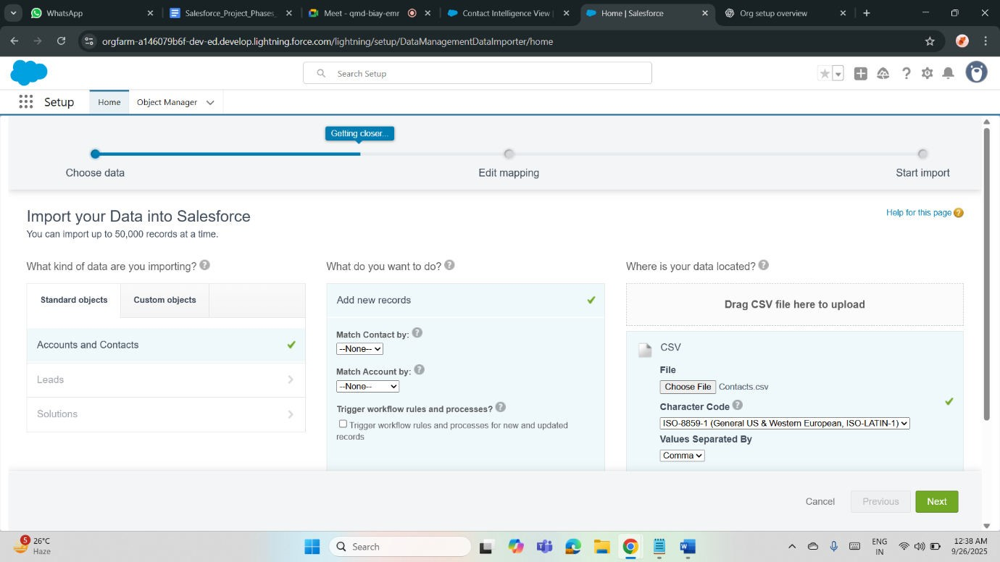 WhatsApp
Salesforce_Project_Phases_
Meet - qmd-biay-emr
Contact Intelligence View |
Home | Salesforce
Org setup overview
orgfarm-a146079b6f-dev-ed.develop.lightning.force.com/lightning/setup/DataManagementDataImporter/home
Search Setup
Setup
Home
Object Manager
Getting closer...
Choose data
Edit mapping
Start import
Import your Data into Salesforce
Help for this page ?
You can import up to 50,000 records at a time.
What kind of data are you importing? ?
Standard objects
Custom objects
Accounts and Contacts
Leads
Solutions
What do you want to do? ?
Add new records
Match Contact by: ?
--None--
Match Account by: ?
--None--
Trigger workflow rules and processes? ?
Trigger workflow rules and processes for new and updated
records
Where is your data located? ?
Drag CSV file here to upload
CSV
File
Choose File Contacts.csv
Character Code ?
ISO-8859-1 (General US & Western European, ISO-LATIN-1)
Values Separated By
Comma
Cancel
Previous
Next
5
26°C
Haze
Search
ENG
IN
12:38 AM
9/26/2025